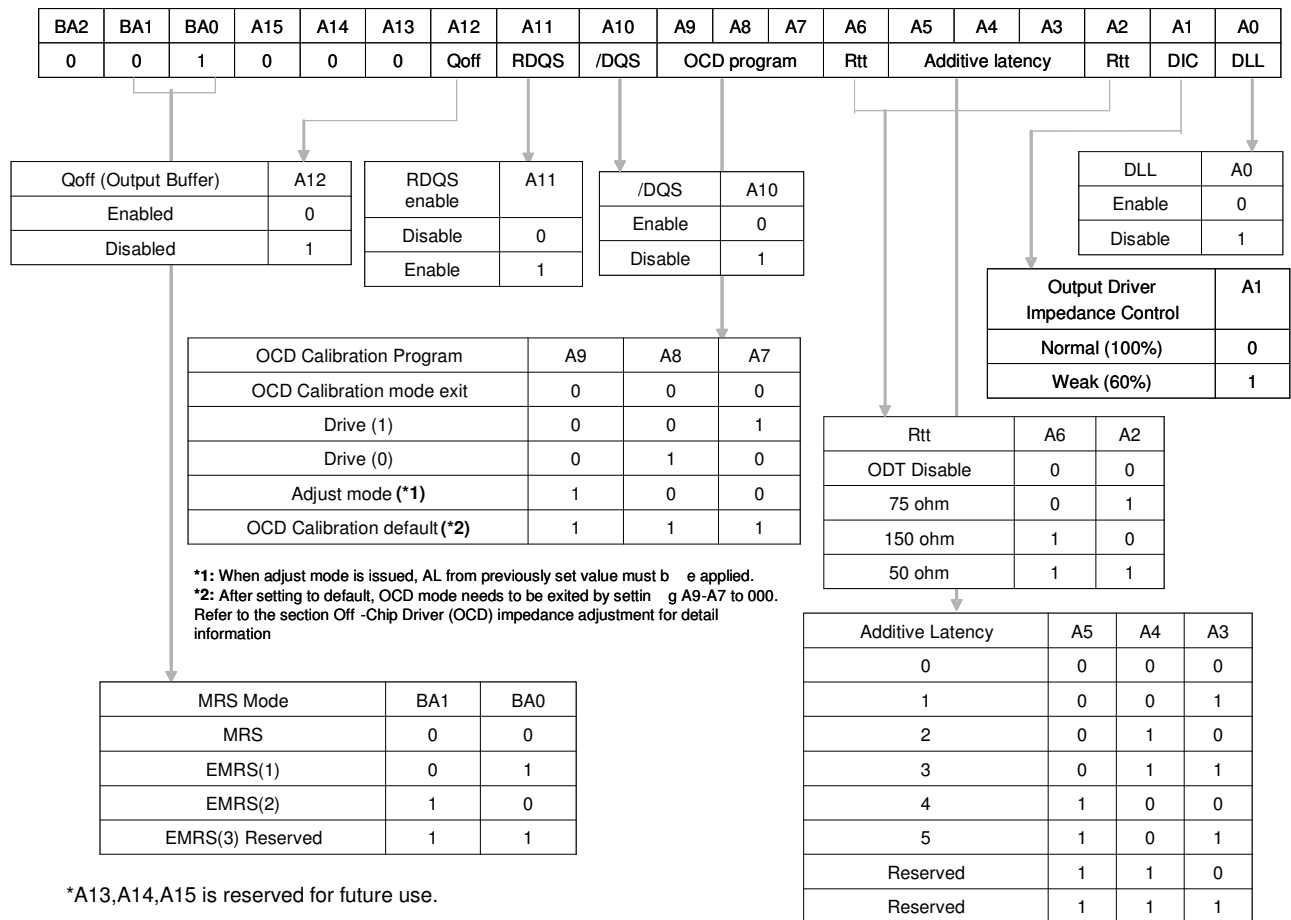 BA2 BA1 BA0 A15 A14 A13 A12 A11 A10 A9 A8 A7 A6 A5 A4 A3 A2 A1 A0
0 0 1 0 0 0 Qoff RDQS /DQS OCD program Rtt Additive latency Rtt DIC DLL
Qoff (Output Buffer) A12
Enabled 0
Disabled 1
RDQS enable A11
Disable 0
Enable 1
/DQS A10
Enable 0
Disable 1
DLL A0
Enable 0
Disable 1
Output Driver Impedance Control A1
Normal (100%) 0
Weak (60%) 1
OCD Calibration Program A9 A8 A7
OCD Calibration mode exit 0 0 0
Drive (1) 0 0 1
Drive (0) 0 1 0
Adjust mode (*1) 1 0 0
OCD Calibration default (*2) 1 1 1
*1: When adjust mode is issued, AL from previously set value must b e applied.
*2: After setting to default, OCD mode needs to be exited by settin g A9-A7 to 000.
Refer to the section Off -Chip Driver (OCD) impedance adjustment for detail
information
Rtt A6 A2
ODT Disable 0 0
75 ohm 0 1
150 ohm 1 0
50 ohm 1 1
MRS Mode BA1 BA0
MRS 0 0
EMRS(1) 0 1
EMRS(2) 1 0
EMRS(3) Reserved 1 1
Additive Latency A5 A4 A3
0 0 0 0
1 0 0 1
2 0 1 0
3 0 1 1
4 1 0 0
5 1 0 1
Reserved 1 1 0
Reserved 1 1 1
*A13,A14,A15 is reserved for future use.